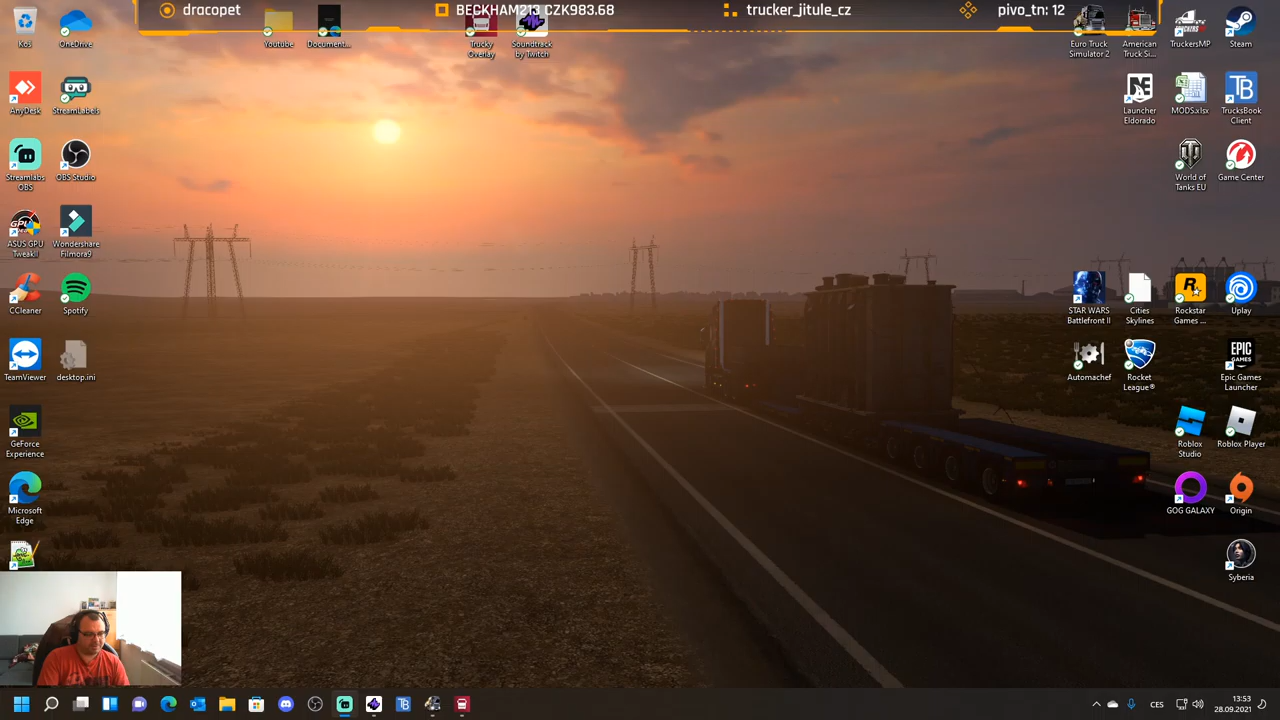 dracopet
BECKHAM213 CZK983.68
trucker_jitule_cz
pivo_tn: 12
Koš
OneDrive
Youtube
Document...
Trucky Overlay
Soundtrack by Twitch
Euro Truck Simulator 2
American Truck Si...
TruckersMP
Steam
AnyDesk
StreamLabels
Launcher Eldorado
MODS.xlsx
TrucksBook Client
Streamlabs OBS
OBS Studio
World of Tanks EU
Game Center
ASUS GPU TweakII
Wondershare Filmora9
CCleaner
Spotify
STAR WARS Battlefront II
Cities Skylines
Rockstar Games ...
Uplay
TeamViewer
desktop.ini
Automachef
Rocket League®
Epic Games Launcher
GeForce Experience
Roblox Studio
Roblox Player
Microsoft Edge
GOG GALAXY
Origin
Syberia
CES
13:53
28.09.2021